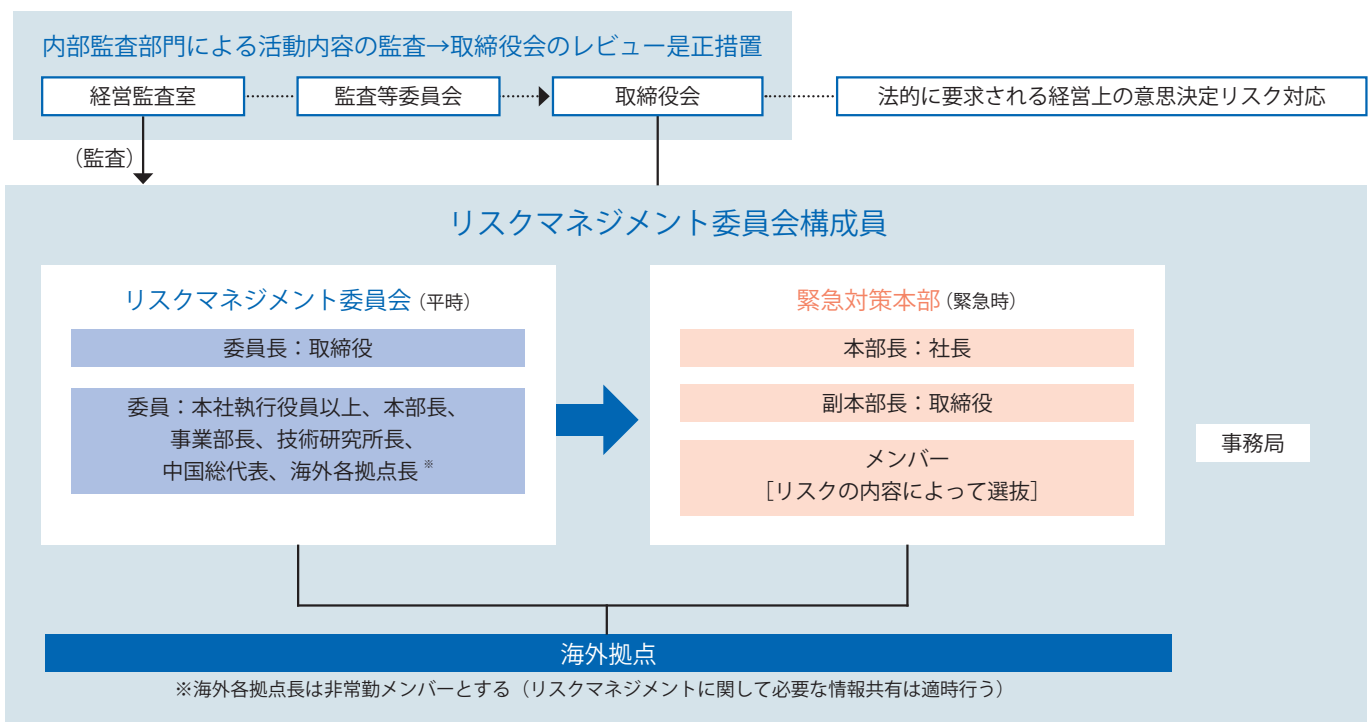 内部監査部門による活動内容の監査→取締役会のレビュー是正措置
経営監査室
監査等委員会
取締役会
法的に要求される経営上の意思決定リスク対応
（監査）
リスクマネジメント委員会構成員
リスクマネジメント委員会（平時）
委員長：取締役
委員：本社執行役員以上、本部長、
事業部長、技術研究所長、
中国総代表、海外各拠点長※
緊急対策本部（緊急時）
本部長：社長
副本部長：取締役
メンバー
［リスクの内容によって選抜］
事務局
海外拠点
※海外各拠点長は非常勤メンバーとする（リスクマネジメントに関して必要な情報共有は適時行う）